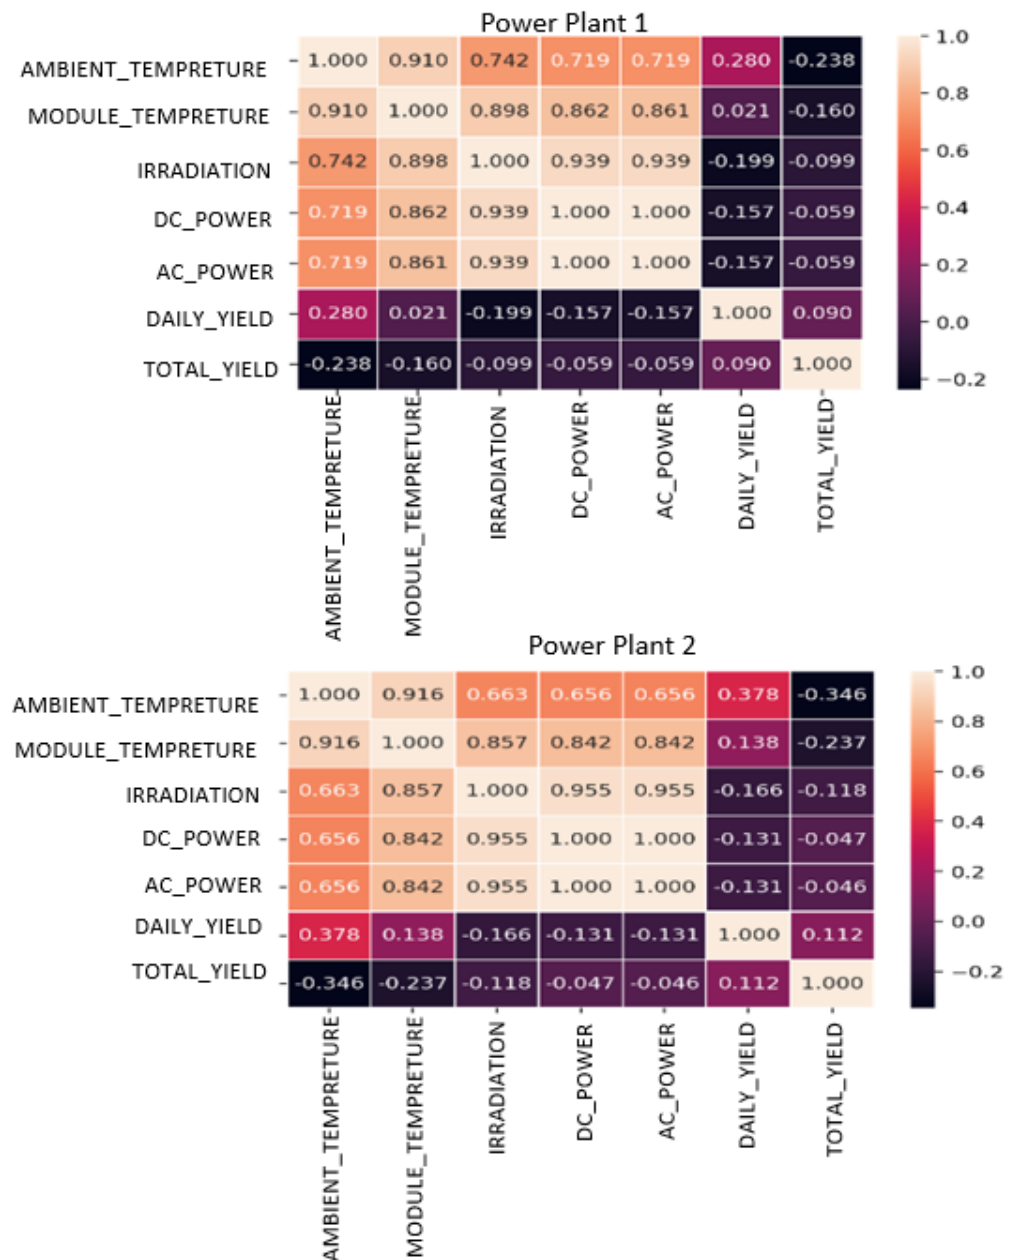 Power Plant 1
AMBIENT_TEMPRETURE 1.000 0.910 0.742 0.719 0.719 0.280 -0.238
MODULE_TEMPRETURE 0.910 1.000 0.898 0.862 0.861 0.021 -0.160
IRRADIATION 0.742 0.898 1.000 0.939 0.939 -0.199 -0.099
DC_POWER 0.719 0.862 0.939 1.000 1.000 -0.157 -0.059
AC_POWER 0.719 0.861 0.939 1.000 1.000 -0.157 -0.059
DAILY_YIELD 0.280 0.021 -0.199 -0.157 -0.157 1.000 0.090
TOTAL_YIELD -0.238 -0.160 -0.099 -0.059 -0.059 0.090 1.000
1.0
0.8
0.6
0.4
0.2
0.0
−0.2
AMBIENT_TEMPRETURE
MODULE_TEMPRETURE
IRRADIATION
DC_POWER
AC_POWER
DAILY_YIELD
TOTAL_YIELD
Power Plant 2
AMBIENT_TEMPRETURE 1.000 0.916 0.663 0.656 0.656 0.378 -0.346
MODULE_TEMPRETURE 0.916 1.000 0.857 0.842 0.842 0.138 -0.237
IRRADIATION 0.663 0.857 1.000 0.955 0.955 -0.166 -0.118
DC_POWER 0.656 0.842 0.955 1.000 1.000 -0.131 -0.047
AC_POWER 0.656 0.842 0.955 1.000 1.000 -0.131 -0.046
DAILY_YIELD 0.378 0.138 -0.166 -0.131 -0.131 1.000 0.112
TOTAL_YIELD -0.346 -0.237 -0.118 -0.047 -0.046 0.112 1.000
1.0
0.8
0.6
0.4
0.2
0.0
−0.2
AMBIENT_TEMPRETURE
MODULE_TEMPRETURE
IRRADIATION
DC_POWER
AC_POWER
DAILY_YIELD
TOTAL_YIELD